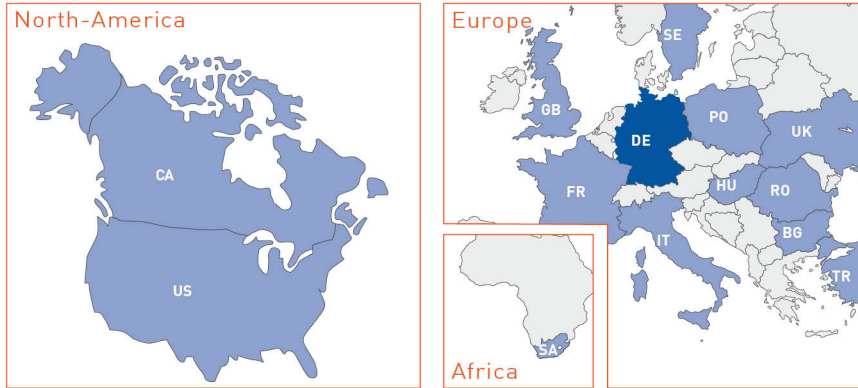 North-America
CA
US
Europe
SE
GB
PO
UK
DE
FR
HU
RO
IT
BG
TR
SA
Africa